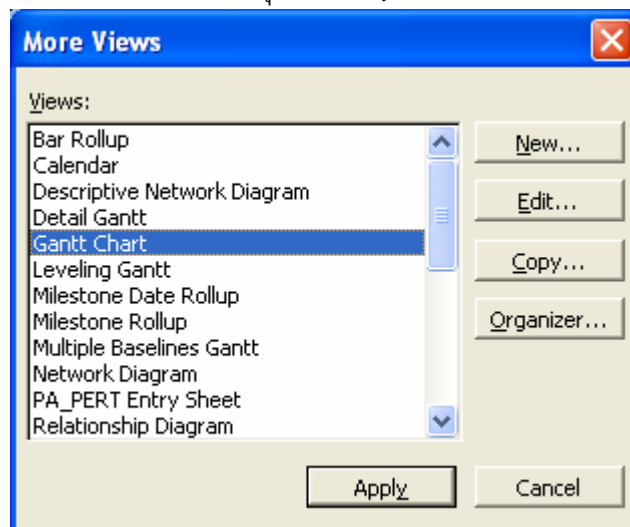 More Views
Views:
Bar Rollup
Calendar
Descriptive Network Diagram
Detail Gantt
Gantt Chart
Leveling Gantt
Milestone Date Rollup
Milestone Rollup
Multiple Baselines Gantt
Network Diagram
PA_PERT Entry Sheet
Relationship Diagram
New...
Edit...
Copy...
Organizer...
Apply
Cancel